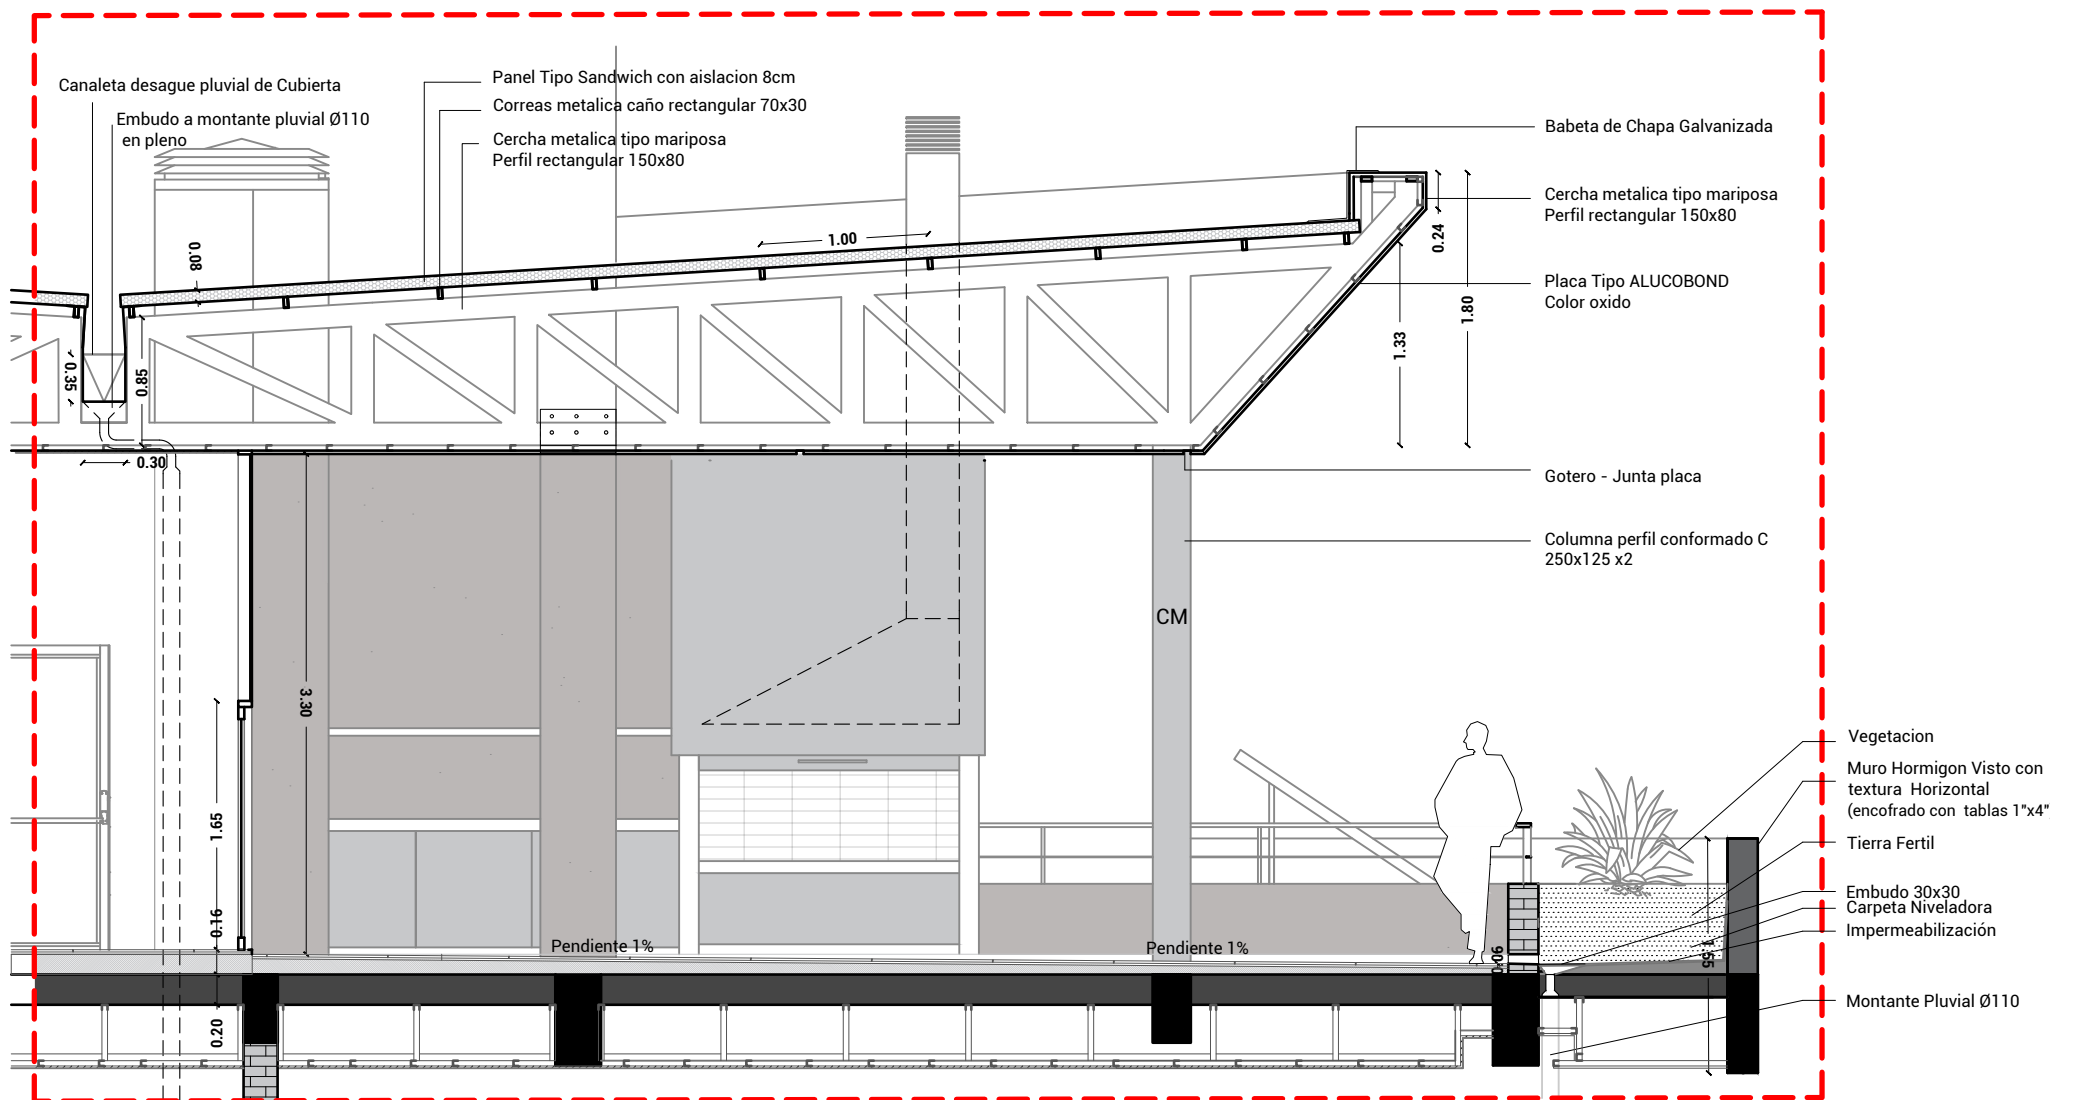 Canaleta desague pluvial de Cubierta
Embudo a montante pluvial Ø110
en pleno
Panel Tipo Sandwich con aislacion 8cm
Correas metalica caño rectangular 70x30
Cercha metalica tipo mariposa
Perfil rectangular 150x80
Babeta de Chapa Galvanizada
Cercha metalica tipo mariposa
Perfil rectangular 150x80
Placa Tipo ALUCOBOND
Color oxido
0.08
1.00
0.24
1.80
1.33
0.35
0.85
0.30
Gotero - Junta placa
Columna perfil conformado C
250x125 x2
CM
3.30
1.65
0.16
0.20
Pendiente 1%
Pendiente 1%
0.06
1.55
Vegetacion
Muro Hormigon Visto con
textura Horizontal
(encofrado con tablas 1"x4"
Tierra Fertil
Embudo 30x30
Carpeta Niveladora
Impermeabilización
Montante Pluvial Ø110